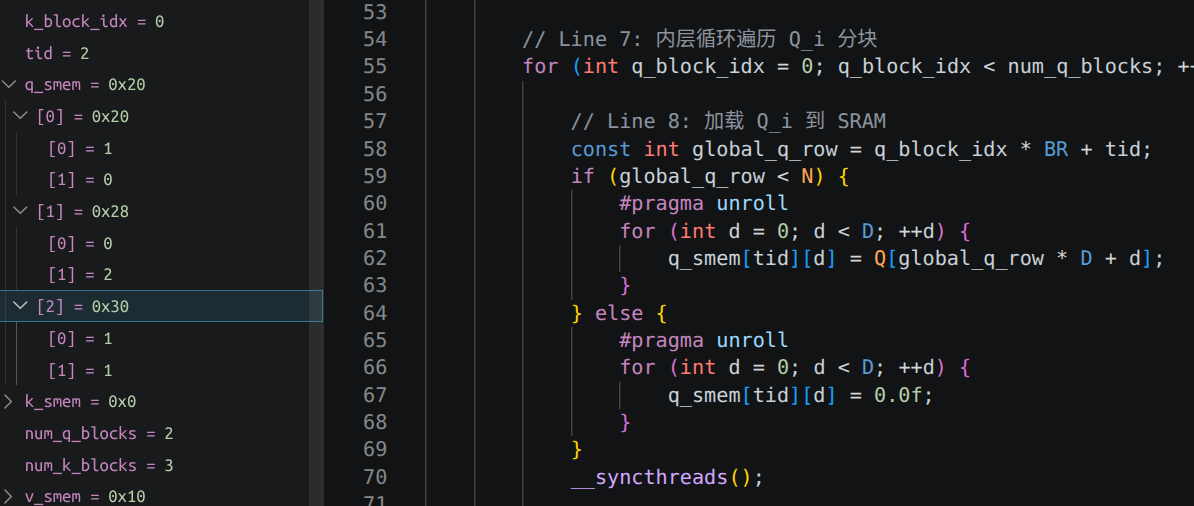 k_block_idx = 0
tid = 2
q_smem = 0x20
[0] = 0x20
[0] = 1
[1] = 0
[1] = 0x28
[0] = 0
[1] = 2
[2] = 0x30
[0] = 1
[1] = 1
k_smem = 0x0
num_q_blocks = 2
num_k_blocks = 3
v_smem = 0x10
53
54 // Line 7: 内层循环遍历 Q_i 分块
55 for (int q_block_idx = 0; q_block_idx < num_q_blocks; +
56
57 // Line 8: 加载 Q_i 到 SRAM
58 const int global_q_row = q_block_idx * BR + tid;
59 if (global_q_row < N) {
60 #pragma unroll
61 for (int d = 0; d < D; ++d) {
62 q_smem[tid][d] = Q[global_q_row * D + d];
63 }
64 } else {
65 #pragma unroll
66 for (int d = 0; d < D; ++d) {
67 q_smem[tid][d] = 0.0f;
68 }
69 }
70 __syncthreads();
71